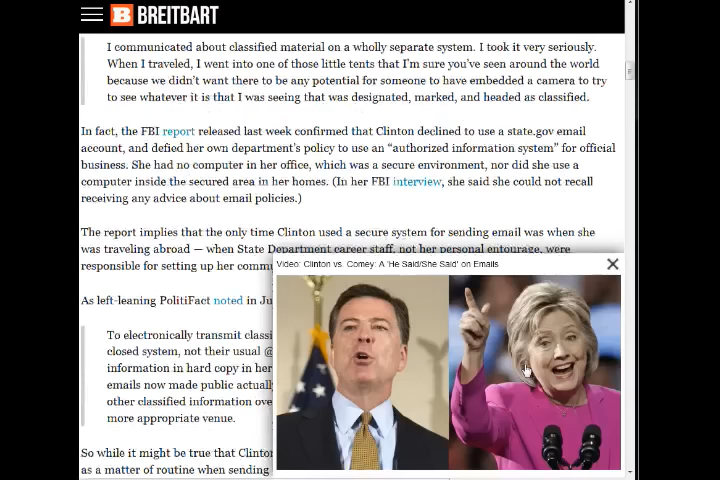 BREITBART
I communicated about classified material on a wholly separate system. I took it very seriously.
When I traveled, I went into one of those little tents that I'm sure you've seen around the world
because we didn't want there to be any potential for someone to have embedded a camera to try
to see whatever it is that I was seeing that was designated, marked, and headed as classified.
In fact, the FBI report released last week confirmed that Clinton declined to use a state.gov email
account, and defied her own department's policy to use an “authorized information system” for official
business. She had no computer in her office, which was a secure environment, nor did she use a
computer inside the secured area in her homes. (In her FBI interview, she said she could not recall
receiving any advice about email policies.)
The report implies that the only time Clinton used a secure system for sending email was when she
was traveling abroad — when State Department career staff, not her personal entourage, were
responsible for setting up her commu
Video: Clinton vs. Comey: A 'He Said/She Said' on Emails
As left-leaning PolitiFact noted in Ju
To electronically transmit classi
closed system, not their usual @
information in hard copy in her
emails now made public actually
other classified information ove
more appropriate venue.
So while it might be true that Clinton
as a matter of routine when sending